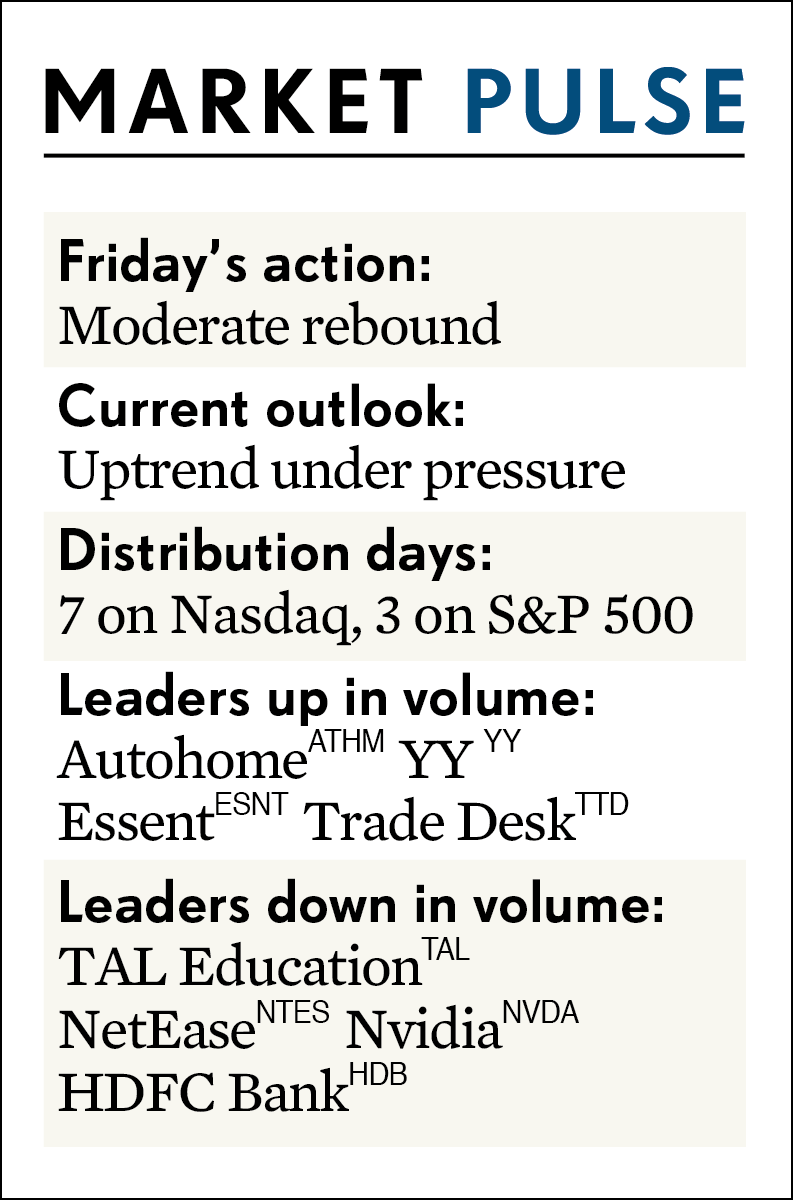 MARKET PULSE
Friday’s action:
Moderate rebound
Current outlook:
Uptrend under pressure
Distribution days:
7 on Nasdaq, 3 on S&P 500
Leaders up in volume:
Autohome ATHM YY YY
Essent ESNT Trade Desk TTD
Leaders down in volume:
TAL Education TAL
NetEase NTES Nvidia NVDA
HDFC Bank HDB